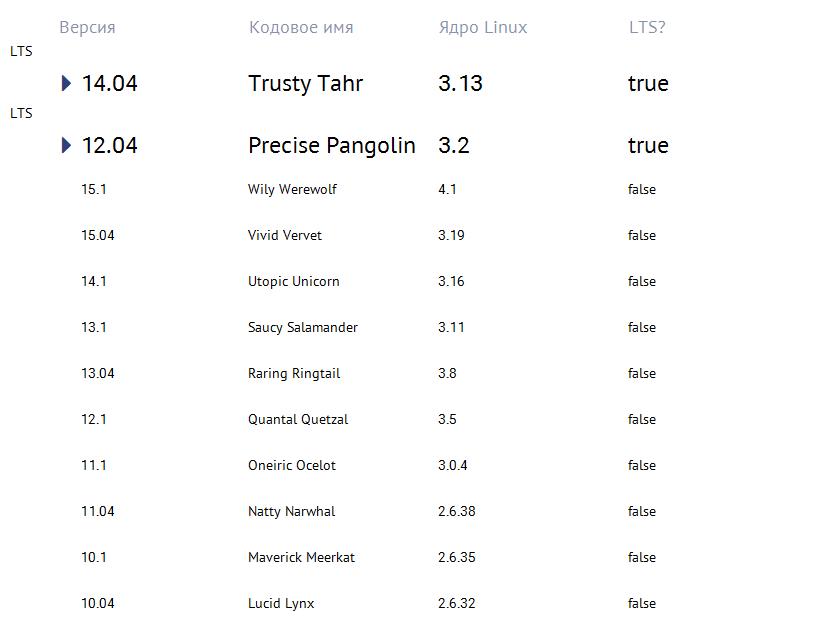 Версия Кодовое имя Ядро Linux LTS?
LTS
14.04 Trusty Tahr 3.13 true
LTS
12.04 Precise Pangolin 3.2 true
15.1 Wily Werewolf 4.1 false
15.04 Vivid Vervet 3.19 false
14.1 Utopic Unicorn 3.16 false
13.1 Saucy Salamander 3.11 false
13.04 Raring Ringtail 3.8 false
12.1 Quantal Quetzal 3.5 false
11.1 Oneiric Ocelot 3.0.4 false
11.04 Natty Narwhal 2.6.38 false
10.1 Maverick Meerkat 2.6.35 false
10.04 Lucid Lynx 2.6.32 false